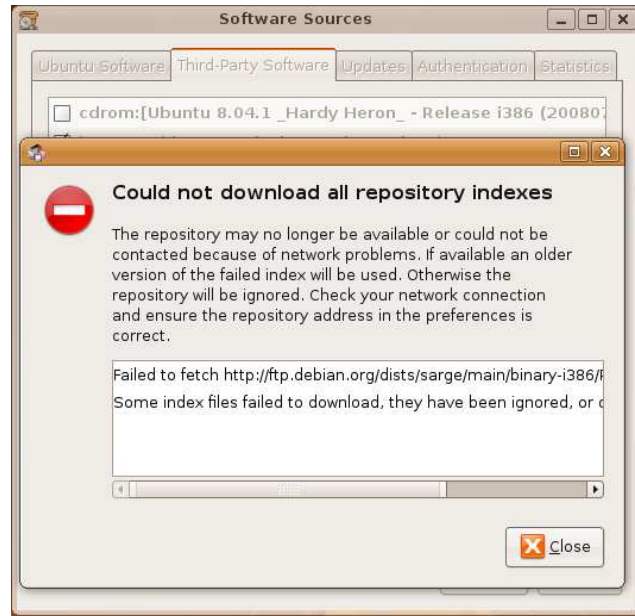 Software Sources
Ubuntu Software Third-Party Software Updates Authentication Statistics
cdrom:[Ubuntu 8.04.1 _Hardy Heron_ - Release i386 (20080
Could not download all repository indexes
The repository may no longer be available or could not be
contacted because of network problems. If available an older
version of the failed index will be used. Otherwise the
repository will be ignored. Check your network connection
and ensure the repository address in the preferences is
correct.
Failed to fetch http://ftp.debian.org/dists/sarge/main/binary-i386/
Some index files failed to download, they have been ignored, or
Close